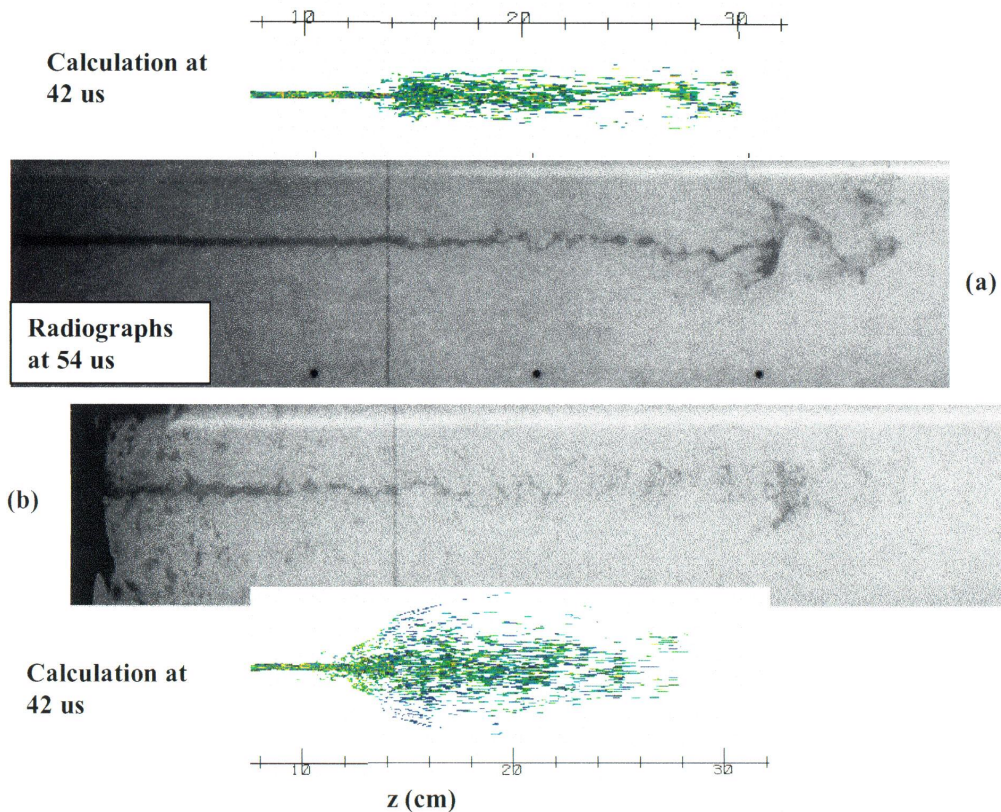 10 20 30
Calculation at
42 us
(a)
Radiographs
at 54 us
(b)
Calculation at
42 us
10 20 30
z (cm)